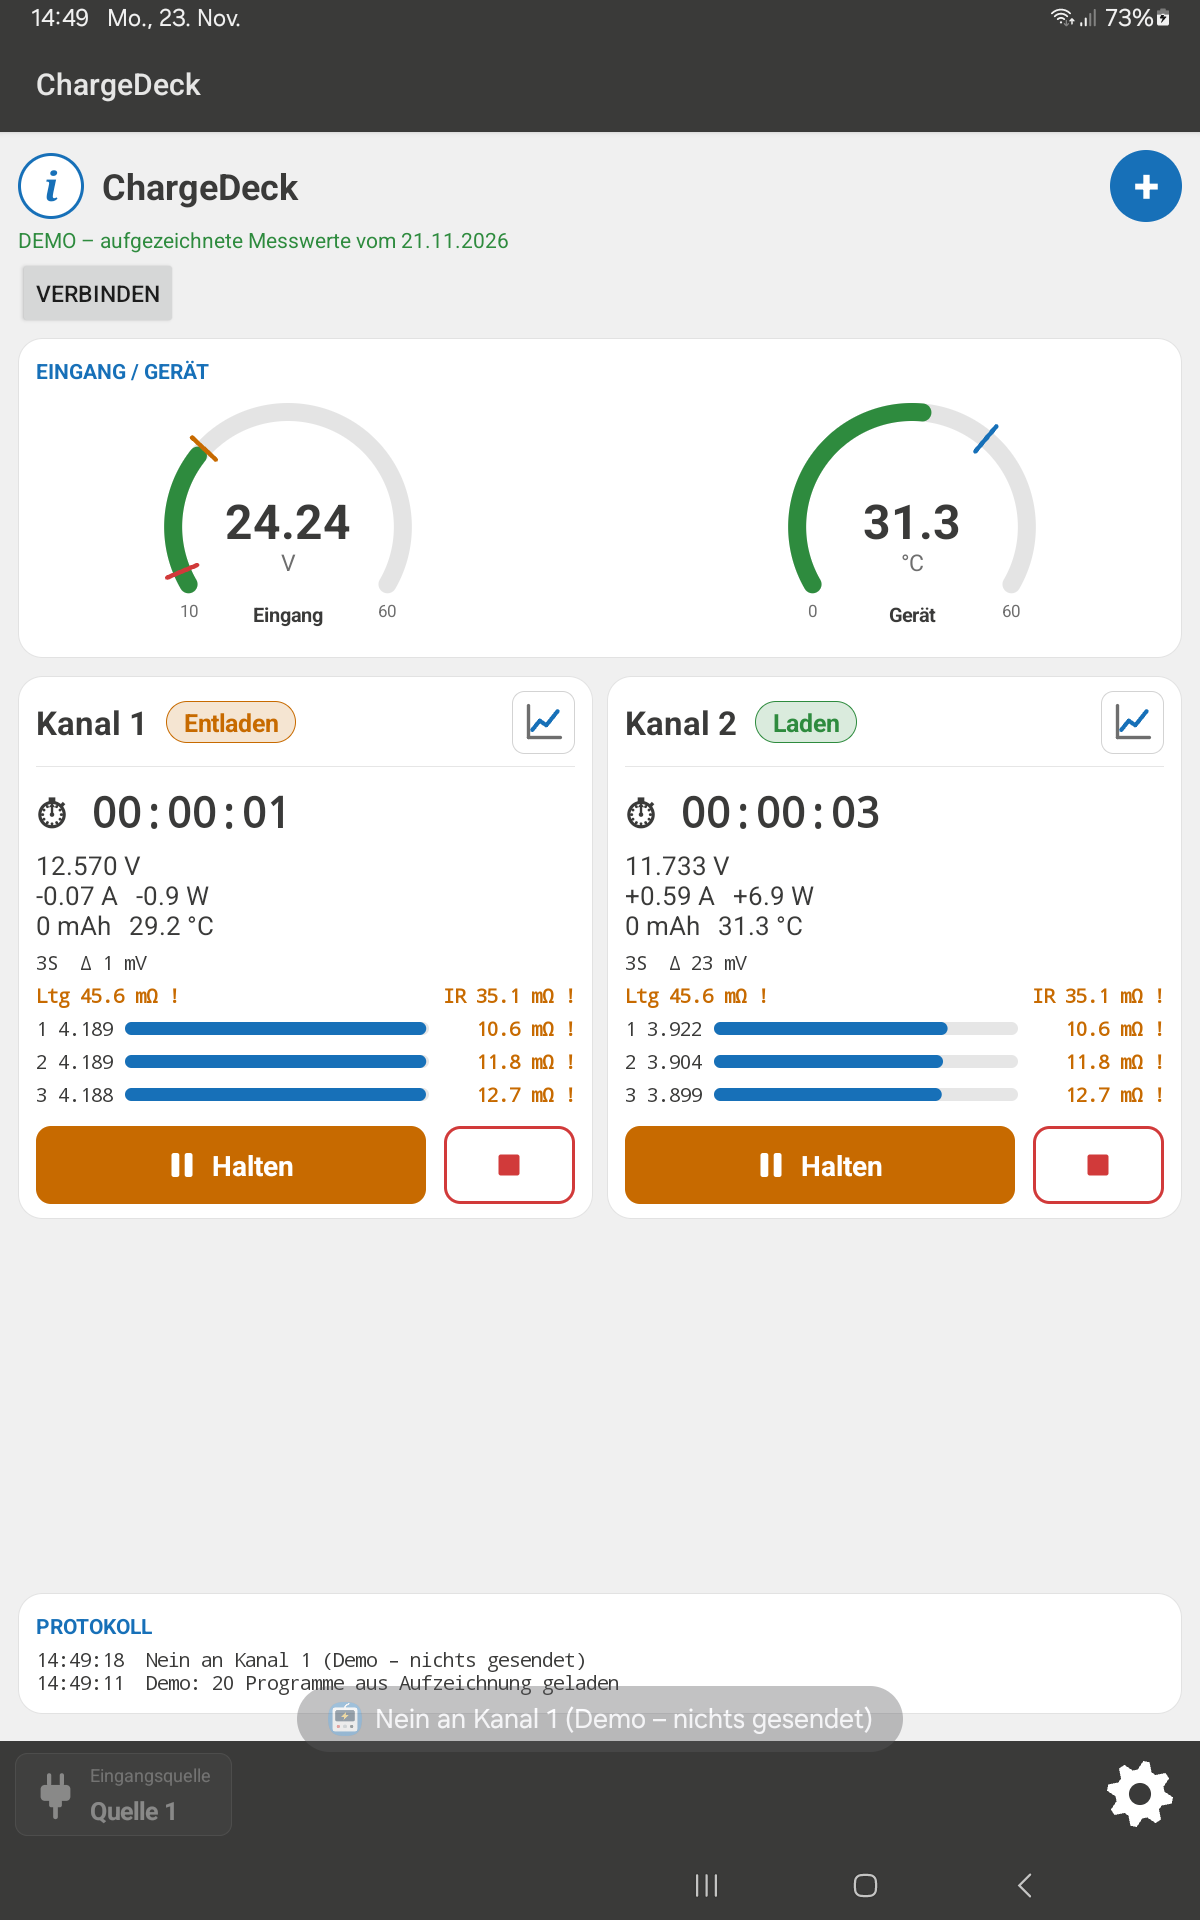 14:49 Mo., 23. Nov.
73%
ChargeDeck
i ChargeDeck
DEMO – aufgezeichnete Messwerte vom 21.11.2026
VERBINDEN
EINGANG / GERÄT
24.24
V
10 Eingang 60
31.3
°C
0 Gerät 60
Kanal 1 Entladen
00:00:01
12.570 V
-0.07 A -0.9 W
0 mAh 29.2 °C
3S Δ 1 mV
Ltg 45.6 mΩ ! IR 35.1 mΩ !
1 4.189 10.6 mΩ !
2 4.189 11.8 mΩ !
3 4.188 12.7 mΩ !
Halten
Kanal 2 Laden
00:00:03
11.733 V
+0.59 A +6.9 W
0 mAh 31.3 °C
3S Δ 23 mV
Ltg 45.6 mΩ ! IR 35.1 mΩ !
1 3.922 10.6 mΩ !
2 3.904 11.8 mΩ !
3 3.899 12.7 mΩ !
Halten
PROTOKOLL
14:49:18 Nein an Kanal 1 (Demo – nichts gesendet)
14:49:11 Demo: 20 Programme aus Aufzeichnung geladen
Nein an Kanal 1 (Demo – nichts gesendet)
Eingangsquelle
Quelle 1